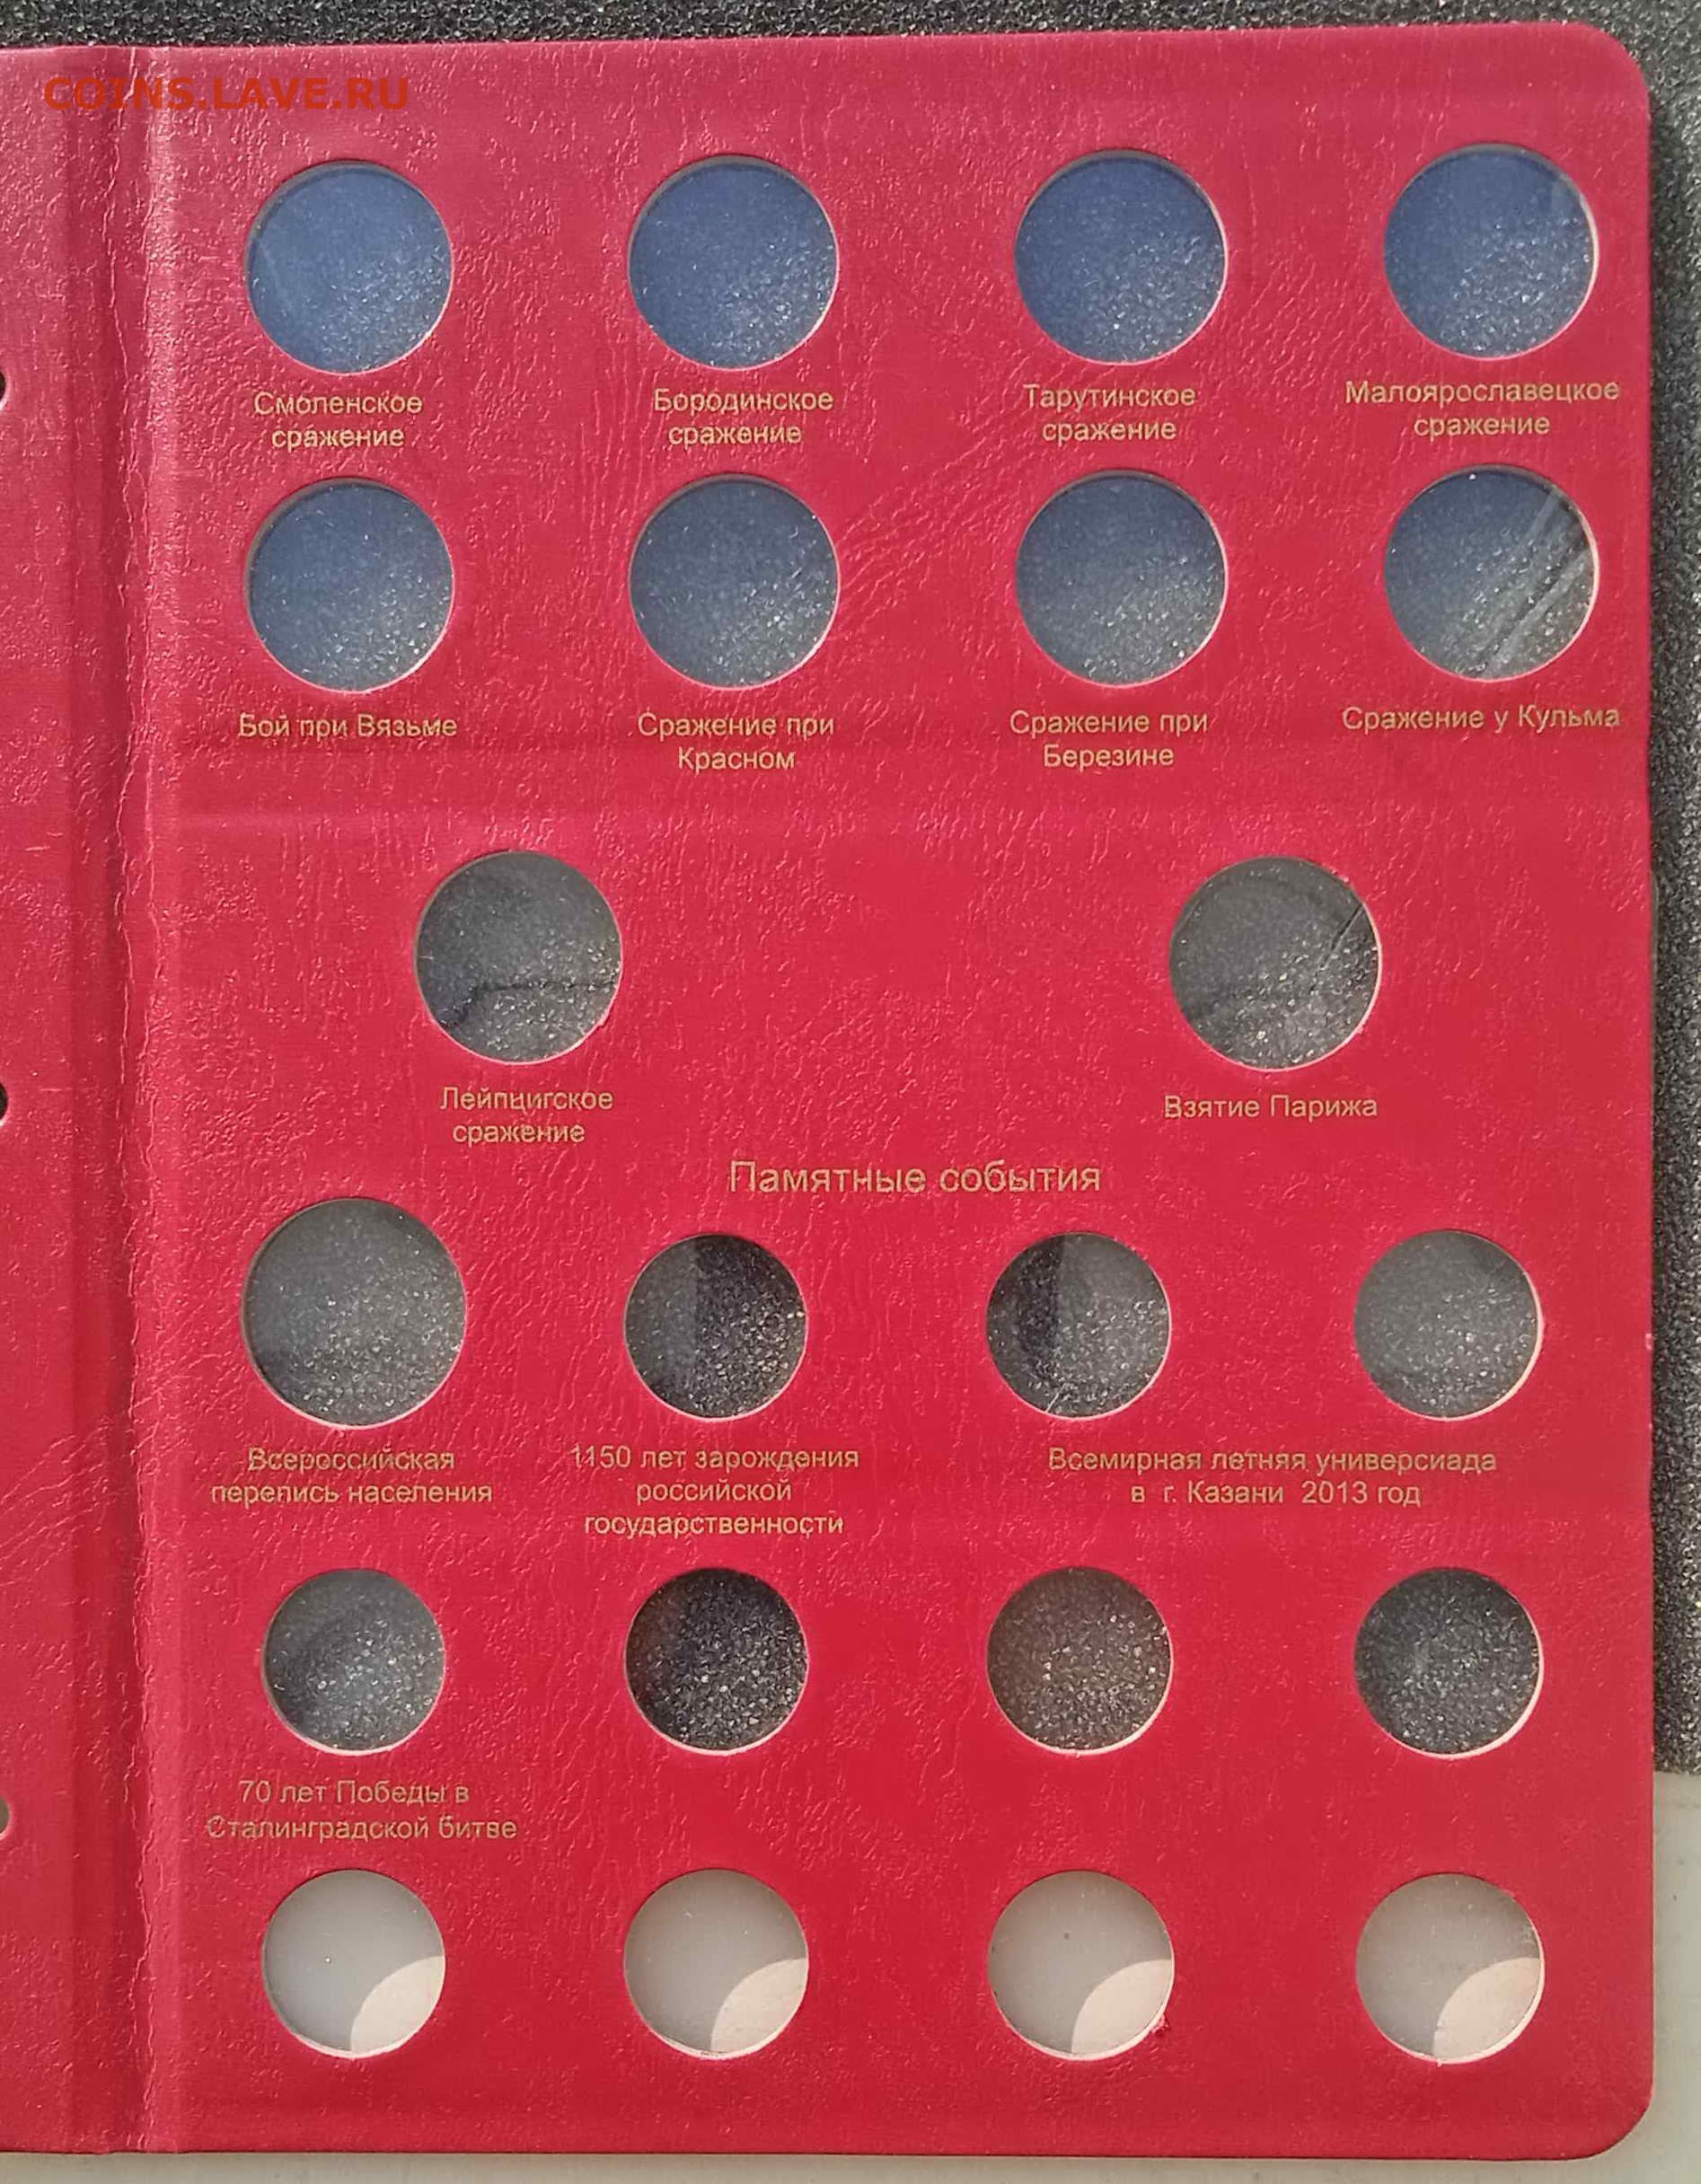 COINS.LAVE.RU
Смоленское
сражение
Бородинское
сражение
Тарутинское
сражение
Малоярославецкое
сражение
Бой при Вязьме
Сражение при
Красном
Сражение при
Березине
Сражение у Кульма
Лейпцигское
сражение
Взятие Парижа
Памятные события
Всероссийская
перепись населения
1150 лет зарождения
российской
государственности
Всемирная летняя универсиада
в г. Казани 2013 год
70 лет Победы в
Сталинградской битве